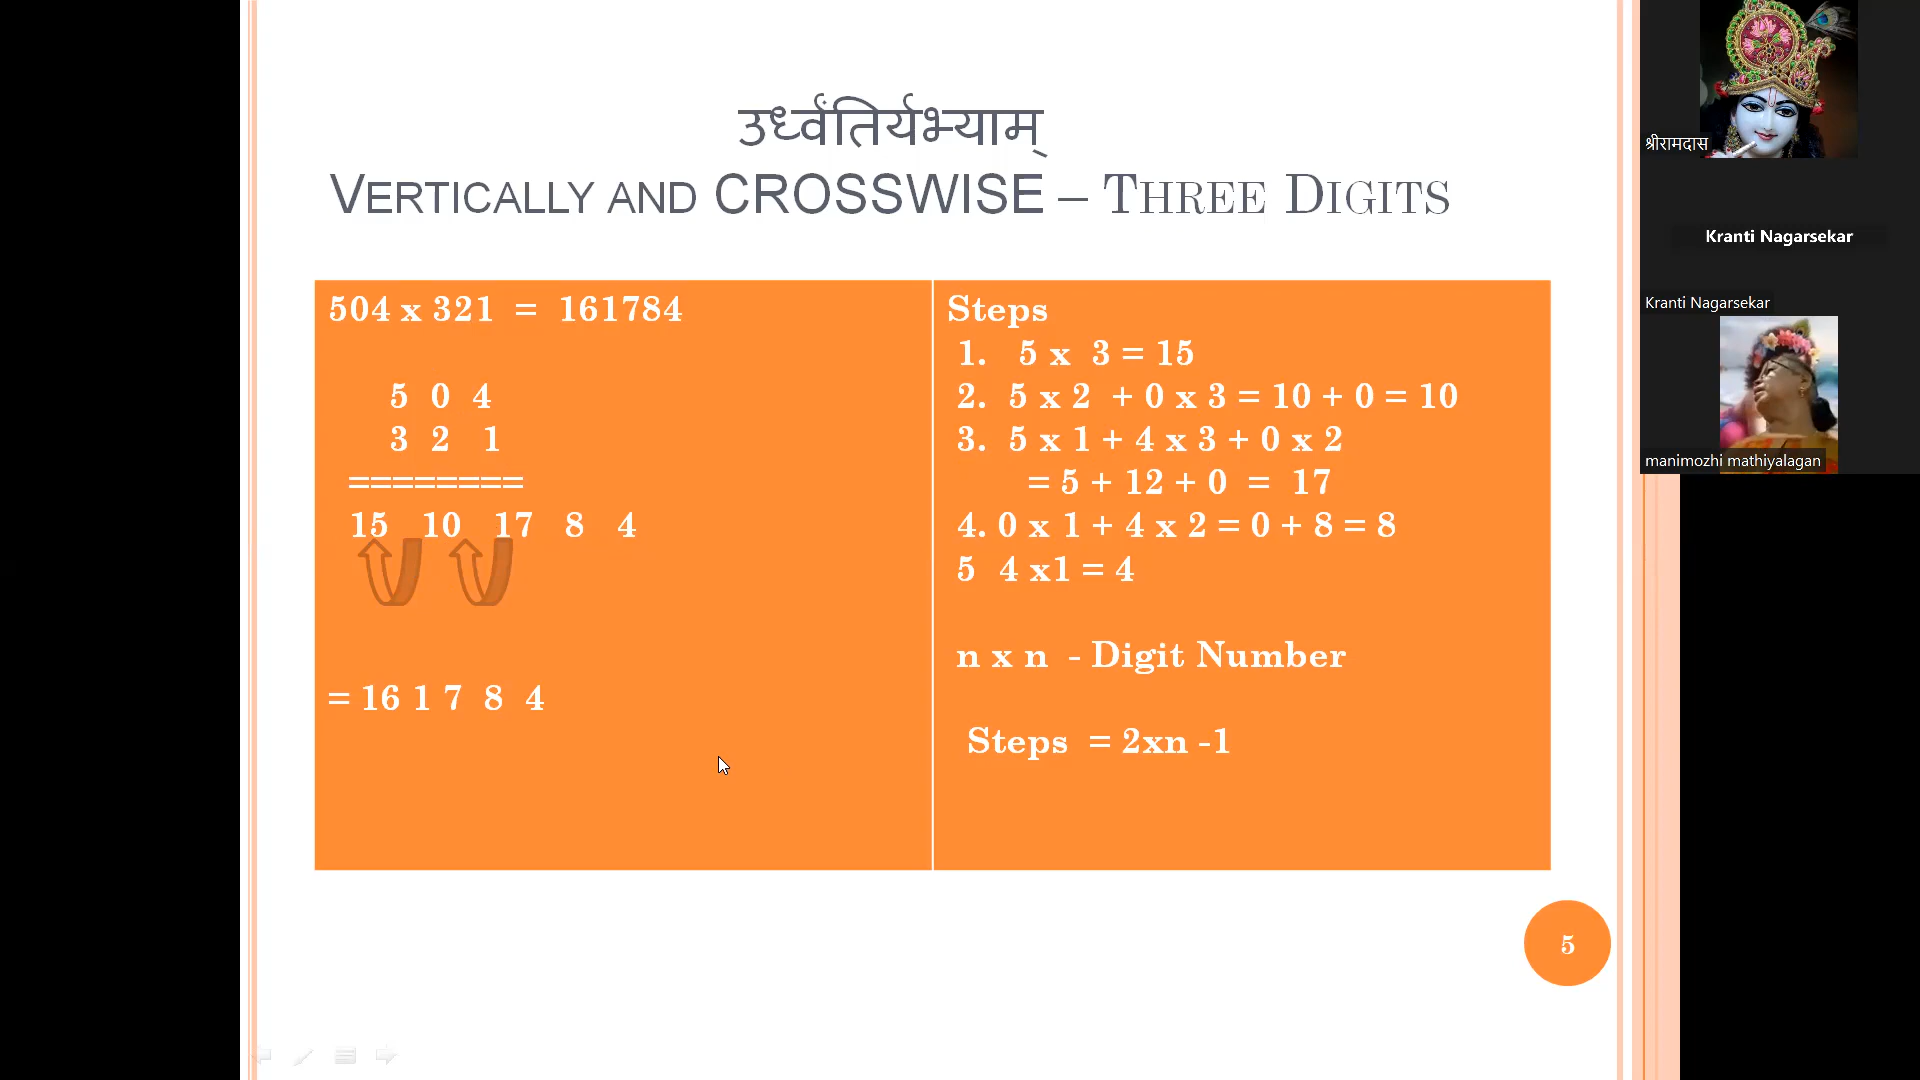 उर्ध्वंतिर्यभ्याम्
VERTICALLY AND CROSSWISE – THREE DIGITS
504 x 321 = 161784
5 0 4
3 2 1
========
15 10 17 8 4
= 16 1 7 8 4
Steps
1. 5 x 3 = 15
2. 5 x 2 + 0 x 3 = 10 + 0 = 10
3. 5 x 1 + 4 x 3 + 0 x 2
= 5 + 12 + 0 = 17
4. 0 x 1 + 4 x 2 = 0 + 8 = 8
5 4 x1 = 4
n x n - Digit Number
Steps = 2xn -1
5
श्रीरामदास
Kranti Nagarsekar
Kranti Nagarsekar
manimozhi mathiyalagan